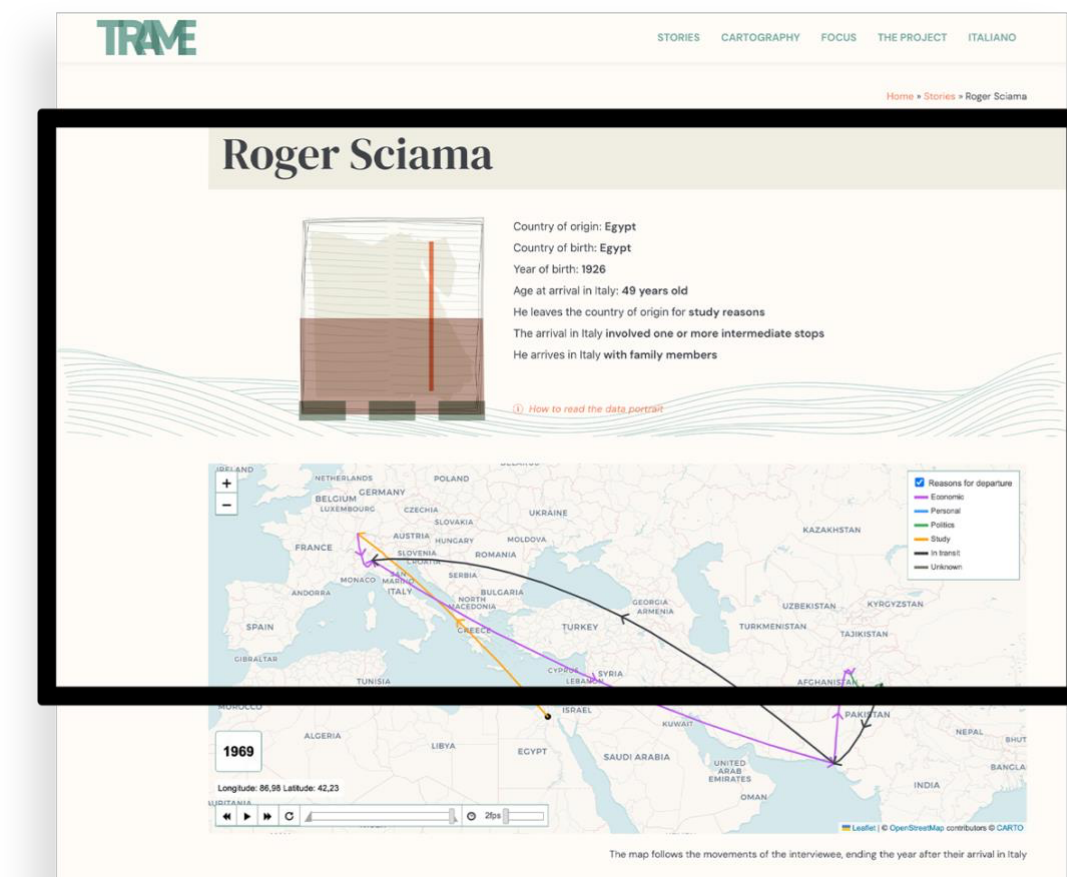 TRAME
STORIES CARTOGRAPHY FOCUS THE PROJECT ITALIANO
Home » Stories » Roger Sciama
Roger Sciama
Country of origin: Egypt
Country of birth: Egypt
Year of birth: 1926
Age at arrival in Italy: 49 years old
He leaves the country of origin for study reasons
The arrival in Italy involved one or more intermediate stops
He arrives in Italy with family members
How to read the data portrait
IRELAND
+
−
NETHERLANDS
POLAND
GERMANY
BELGIUM
LUXEMBOURG
CZECHIA
SLOVAKIA
UKRAINE
KAZAKHSTAN
Reasons for departure
Economic
Personal
Politics
Study
In transit
Unknown
FRANCE
AUSTRIA
HUNGARY
MOLDOVA
SLOVENIA
CROATIA
ROMANIA
MONACO
SAN MARINO
SERBIA
ANDORRA
ITALY
BULGARIA
NORTH MACEDONIA
GEORGIA
ARMENIA
UZBEKISTAN
KYRGYZSTAN
SPAIN
GREECE
TURKEY
TURKMENISTAN
TAJIKISTAN
GIBRALTAR
TUNISIA
CYPRUS
SYRIA
LEBANON
AFGHANISTAN
MOROCCO
ISRAEL
KUWAIT
PAKISTAN
1969
ALGERIA
LIBYA
EGYPT
SAUDI ARABIA
UNITED ARAB EMIRATES
NEPAL
BHUT
BANGLA
OMAN
INDIA
Longitude: 86,98 Latitude: 42,23
2fps
Leaflet | © OpenStreetMap contributors © CARTO
The map follows the movements of the interviewee, ending the year after their arrival in Italy